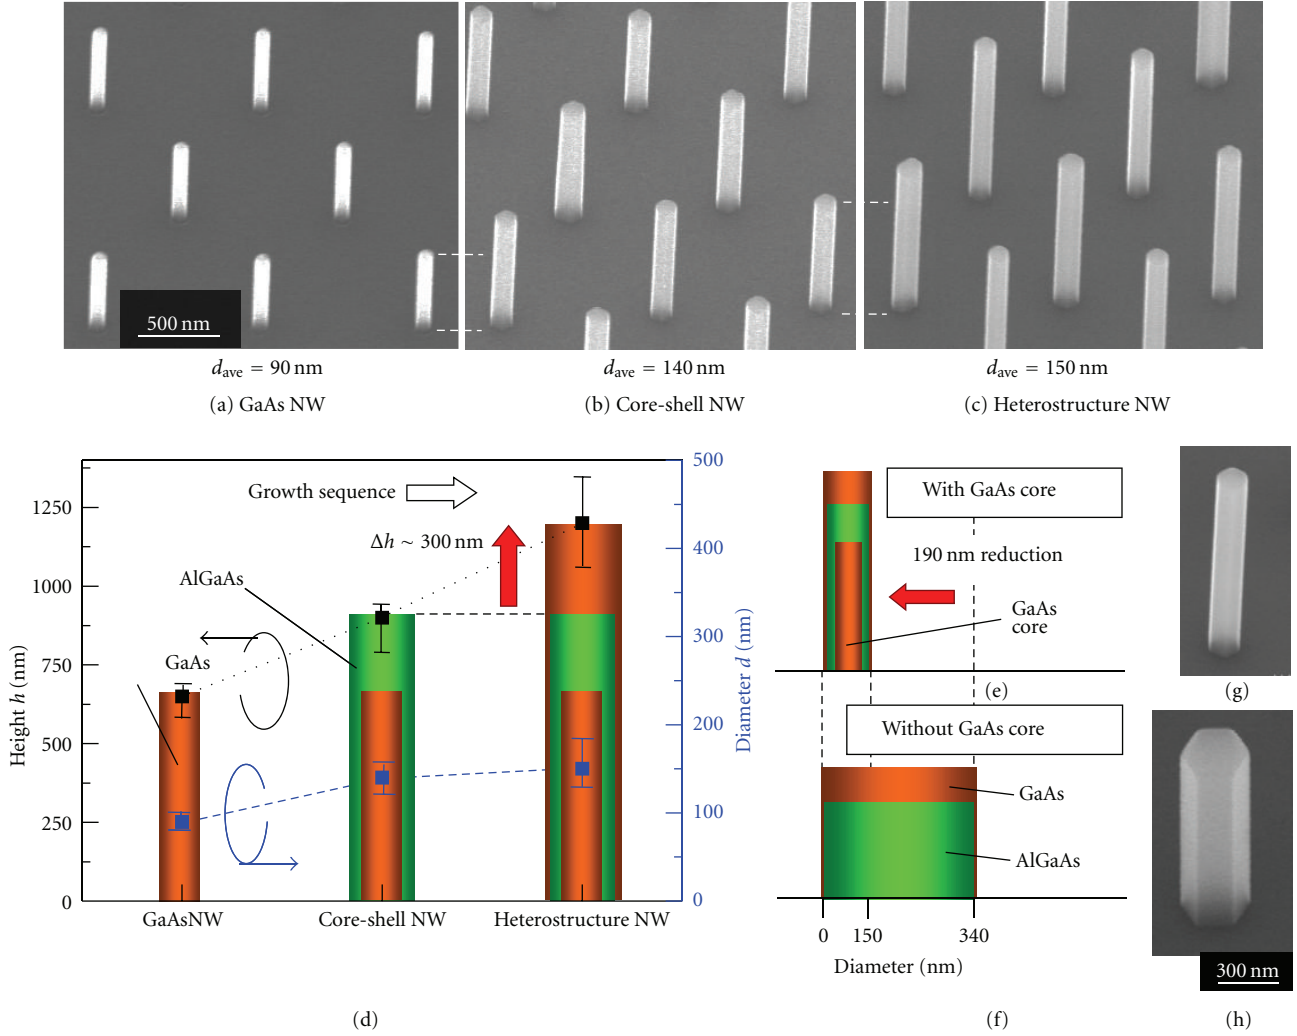 500 nm
d_ave = 90 nm
d_ave = 140 nm
d_ave = 150 nm
(a) GaAs NW
(b) Core-shell NW
(c) Heterostructure NW
Height h (nm)
1250
1000
750
500
250
0
Growth sequence
Δh ~ 300 nm
AlGaAs
GaAs
GaAsNW
Core-shell NW
Heterostructure NW
500
400
300
200
100
0
Diameter d (nm)
(d)
With GaAs core
190 nm reduction
GaAs
core
(e)
Without GaAs core
GaAs
AlGaAs
0
150
340
Diameter (nm)
(f)
(g)
300 nm
(h)